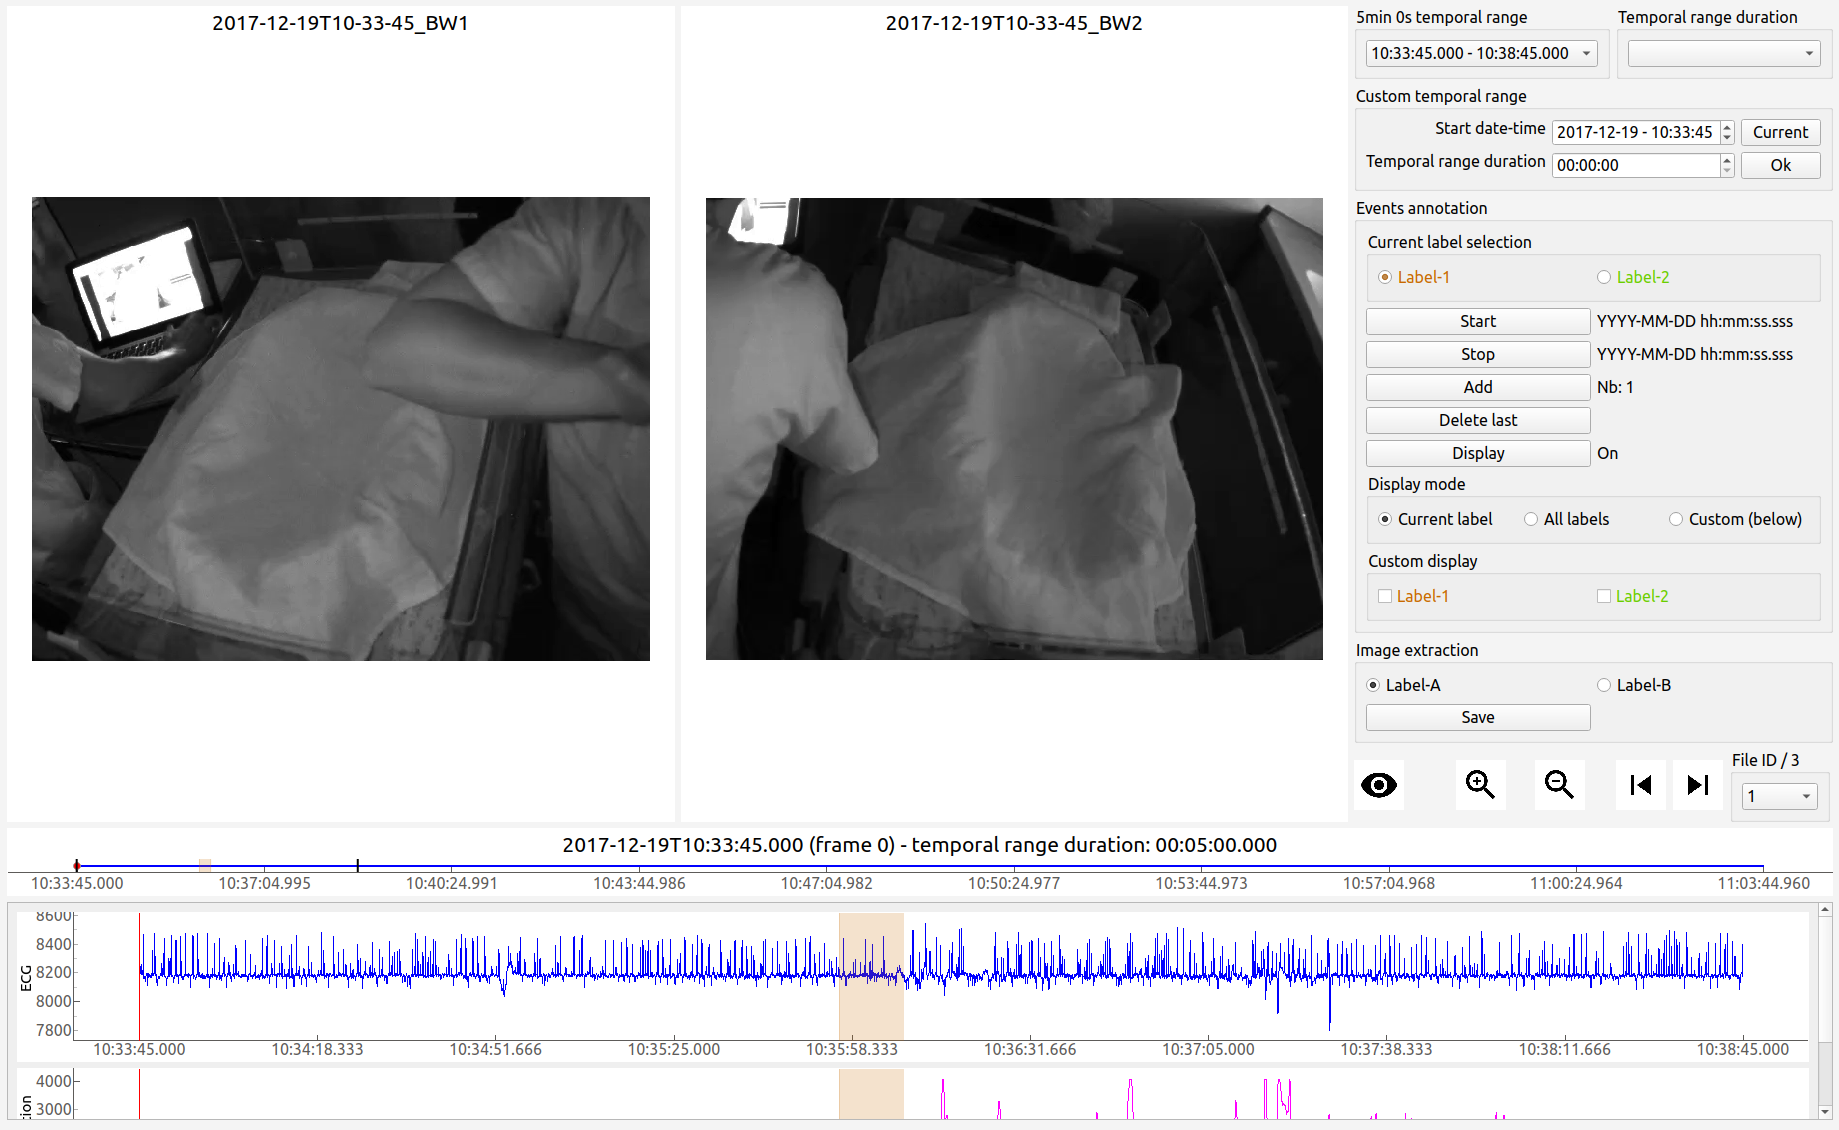 2017-12-19T10-33-45_BW1
2017-12-19T10-33-45_BW2
5min 0s temporal range
Temporal range duration
10:33:45.000 - 10:38:45.000
Custom temporal range
Start date-time
2017-12-19 - 10:33:45
Current
Temporal range duration
00:00:00
Ok
Events annotation
Current label selection
Label-1
Label-2
Start
YYYY-MM-DD hh:mm:ss.sss
Stop
YYYY-MM-DD hh:mm:ss.sss
Add
Nb: 1
Delete last
Display
On
Display mode
Current label
All labels
Custom (below)
Custom display
Label-1
Label-2
Image extraction
Label-A
Label-B
Save
File ID / 3
1
2017-12-19T10:33:45.000 (frame 0) - temporal range duration: 00:05:00.000
10:33:45.000 10:37:04.995 10:40:24.991 10:43:44.986 10:47:04.982 10:50:24.977 10:53:44.973 10:57:04.968 11:00:24.964 11:03:44.960
ECG
8600
8400
8200
8000
7800
10:33:45.000 10:34:18.333 10:34:51.666 10:35:25.000 10:35:58.333 10:36:31.666 10:37:05.000 10:37:38.333 10:38:11.666 10:38:45.000
4000
3000